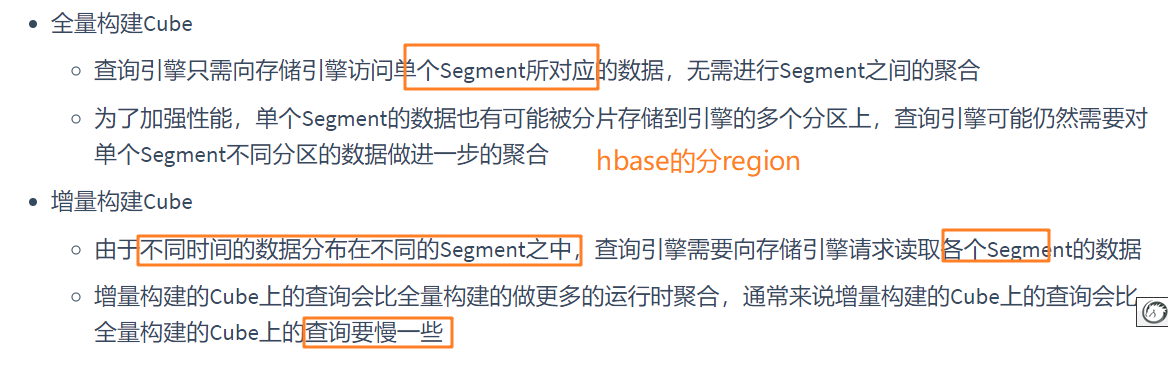 全量构建Cube
查询引擎只需向存储引擎访问单个Segment所对应的数据，无需进行Segment之间的聚合
为了加强性能，单个Segment的数据也有可能被分片存储到引擎的多个分区上，查询引擎可能仍然需要对
单个Segment不同分区的数据做进一步的聚合
hbase的分region
增量构建Cube
由于不同时间的数据分布在不同的Segment之中，查询引擎需要向存储引擎请求读取各个Segment的数据
增量构建的Cube上的查询会比全量构建的做更多的运行时聚合，通常来说增量构建的Cube上的查询会比
全量构建的Cube上的查询要慢一些